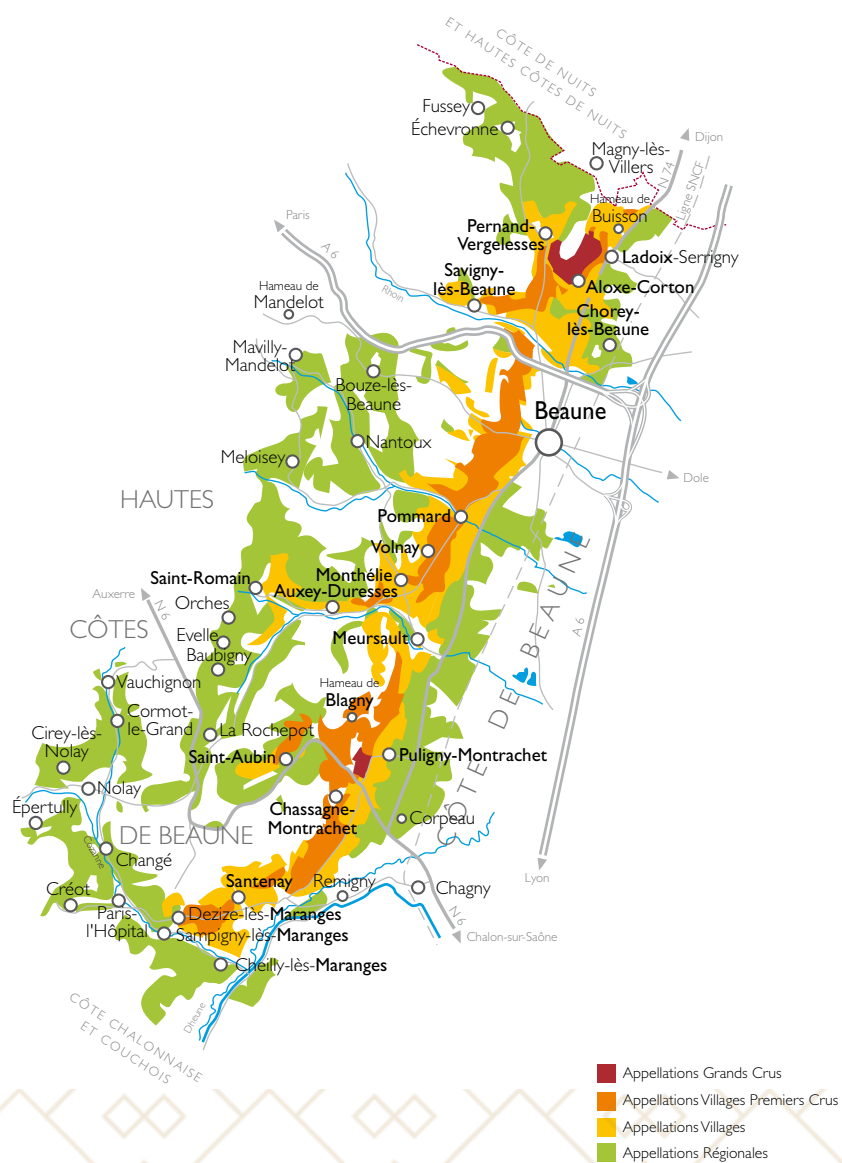 CÔTE DE NUITS
ET HAUTES CÔTES DE NUITS
Fussey
Échevronne
Dijon
Magny-lès-
Villers
N 74
Ligne SNCF
Hameau de
Buisson
Paris
A 6
Pernand-
Vergelesses
Ladoix-Serrigny
Savigny-
lès-Beaune
Aloxe-Corton
Rhoin
Hameau de
Mandelot
Chorey-
lès-Beaune
Mavilly-
Mandelot
Bouze-lès-
Beaune
Beaune
Nantoux
Meloisey
Dole
HAUTES
Pommard
Volnay
Saint-Romain
Monthélie
Auxey-Duresses
Auxerre
N 6
Orches
CÔTES
Evelle
Baubigny
Meursault
A 6
CÔTE DE BEAUNE
Vauchignon
Hameau de
Blagny
Cormot-
le-Grand
La Rochepot
Cirey-lès-
Nolay
Saint-Aubin
Puligny-Montrachet
Nolay
Épertully
Chassagne-
Montrachet
Corpeau
DE BEAUNE
Cozanne
Changé
Lyon
Santenay
Remigny
Chagny
Créot
Paris-
l'Hôpital
Dezize-lès-Maranges
N 6
Sampigny-lès-Maranges
Chalon-sur-Saône
Cheilly-lès-Maranges
Dheune
CÔTE CHALONNAISE
ET COUCHOIS
Appellations Grands Crus
Appellations Villages Premiers Crus
Appellations Villages
Appellations Régionales